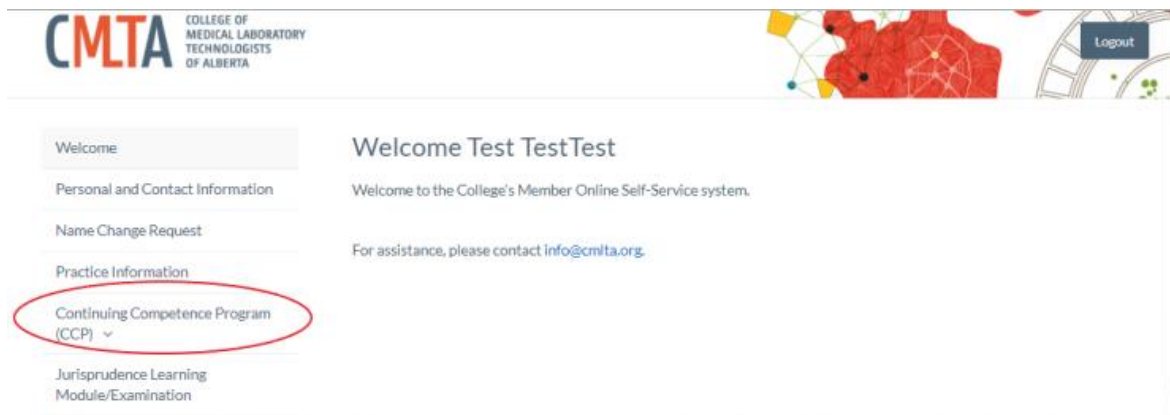 CMLTA
COLLEGE OF
MEDICAL LABORATORY
TECHNOLOGISTS
OF ALBERTA
Logout
Welcome
Personal and Contact Information
Name Change Request
Practice Information
Continuing Competence Program
(CCP)
Jurisprudence Learning
Module/Examination
Welcome Test TestTest
Welcome to the College's Member Online Self-Service system.
For assistance, please contact info@cmlta.org.